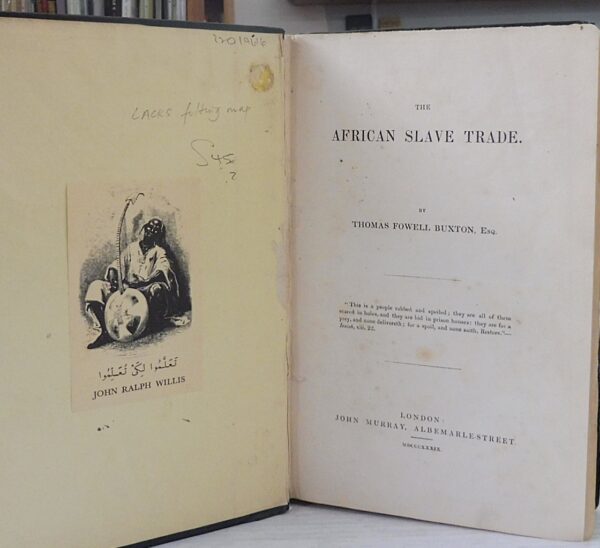 LACKS folding map
تَعَلَّمُوا لِكَيْ تُعَلِّمُوا
JOHN RALPH WILLIS
THE
AFRICAN SLAVE TRADE.
BY
THOMAS FOWELL BUXTON, Esq.
"This is a people robbed and spoiled; they are all of them
snared in holes, and they are hid in prison houses: they are for a
prey, and none delivereth; for a spoil, and none saith, Restore."—
Isaiah, xlii. 22.
LONDON:
JOHN MURRAY, ALBEMARLE-STREET.
MDCCCXXXIX.